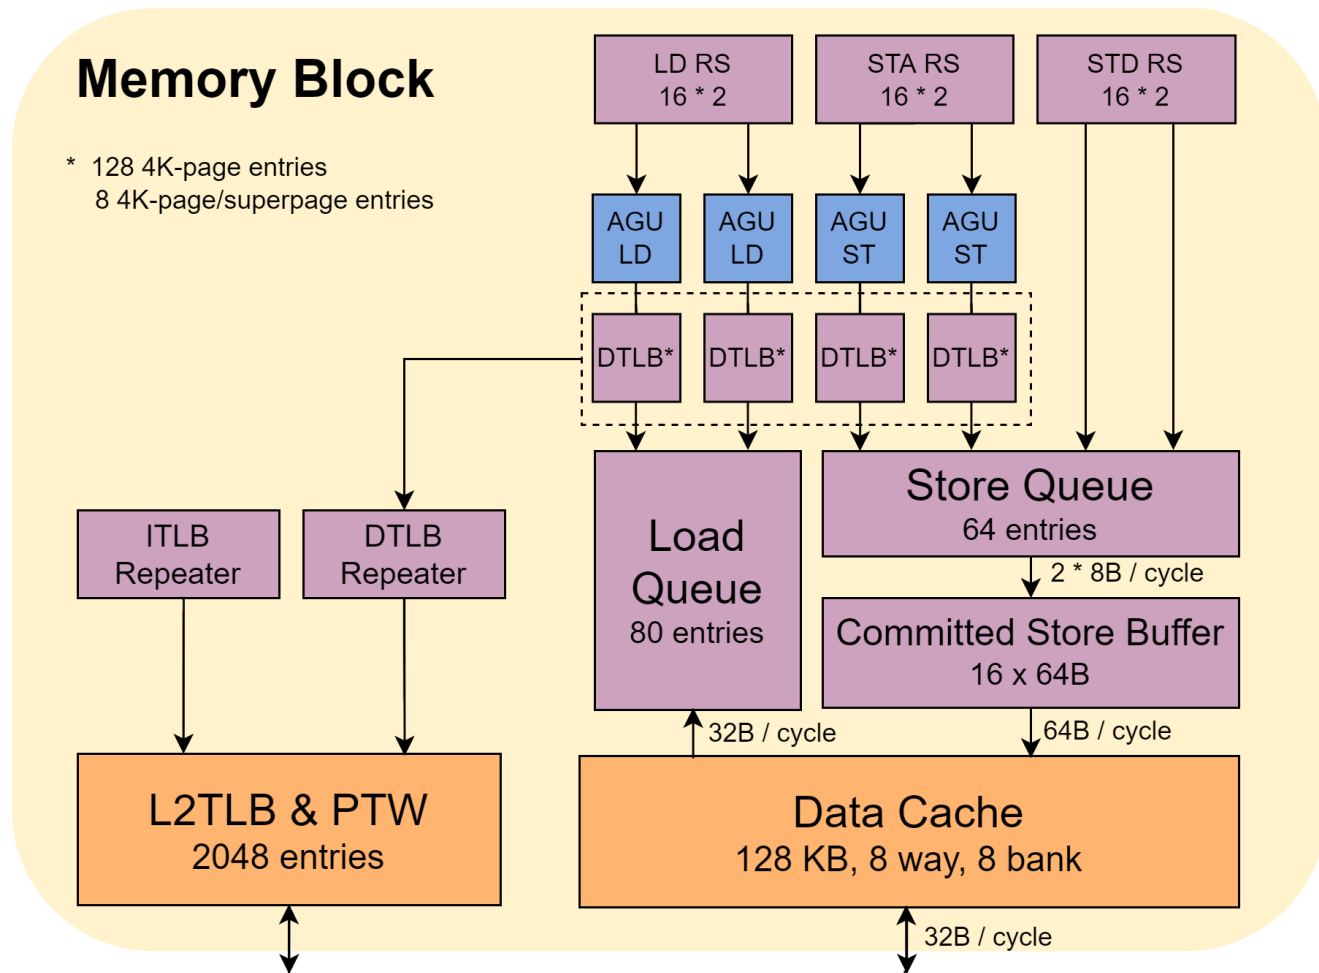 Memory Block
* 128 4K-page entries
8 4K-page/superpage entries
LD RS
16 * 2
STA RS
16 * 2
STD RS
16 * 2
AGU
LD
AGU
LD
AGU
ST
AGU
ST
DTLB*
DTLB*
DTLB*
DTLB*
ITLB
Repeater
DTLB
Repeater
Load
Queue
80 entries
Store Queue
64 entries
2 * 8B / cycle
Committed Store Buffer
16 x 64B
32B / cycle
64B / cycle
L2TLB & PTW
2048 entries
Data Cache
128 KB, 8 way, 8 bank
32B / cycle